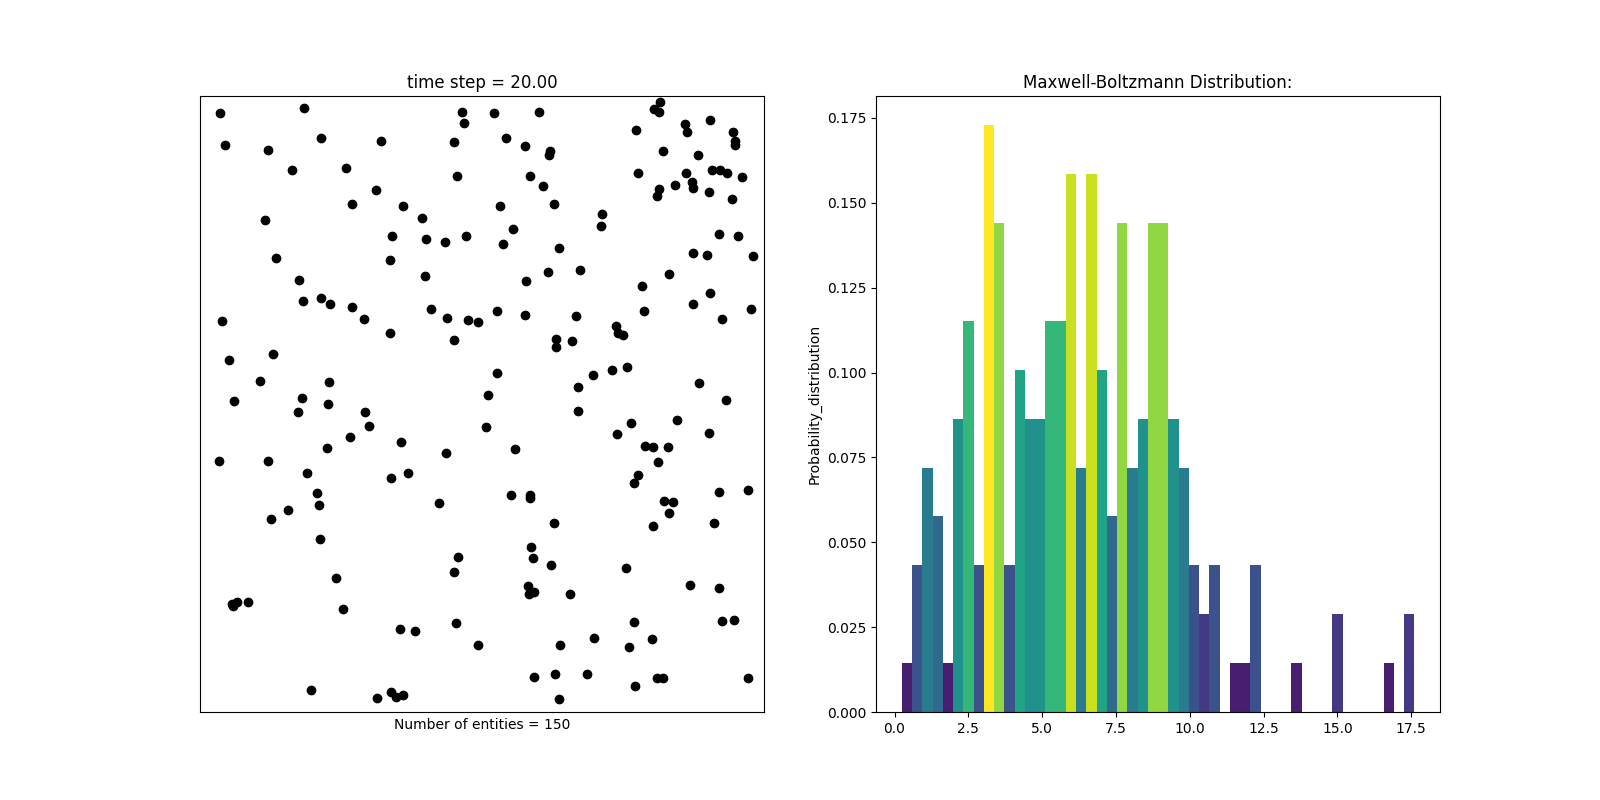 time step = 20.00
Number of entities = 150
Maxwell-Boltzmann Distribution:
Probability_distribution
0.175
0.150
0.125
0.100
0.075
0.050
0.025
0.000
0.0 2.5 5.0 7.5 10.0 12.5 15.0 17.5